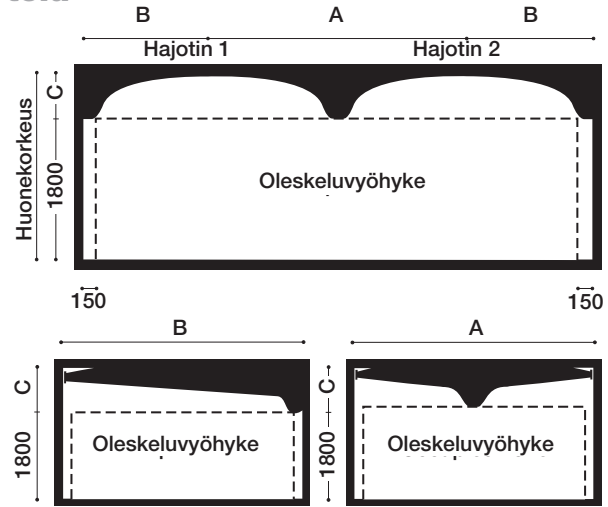 B A B
Hajotin 1 Hajotin 2
Huonekorkeus
C
1800
Oleskeluvyöhyke
150 150
B A
C
1800
Oleskeluvyöhyke
C
1800
Oleskeluvyöhyke